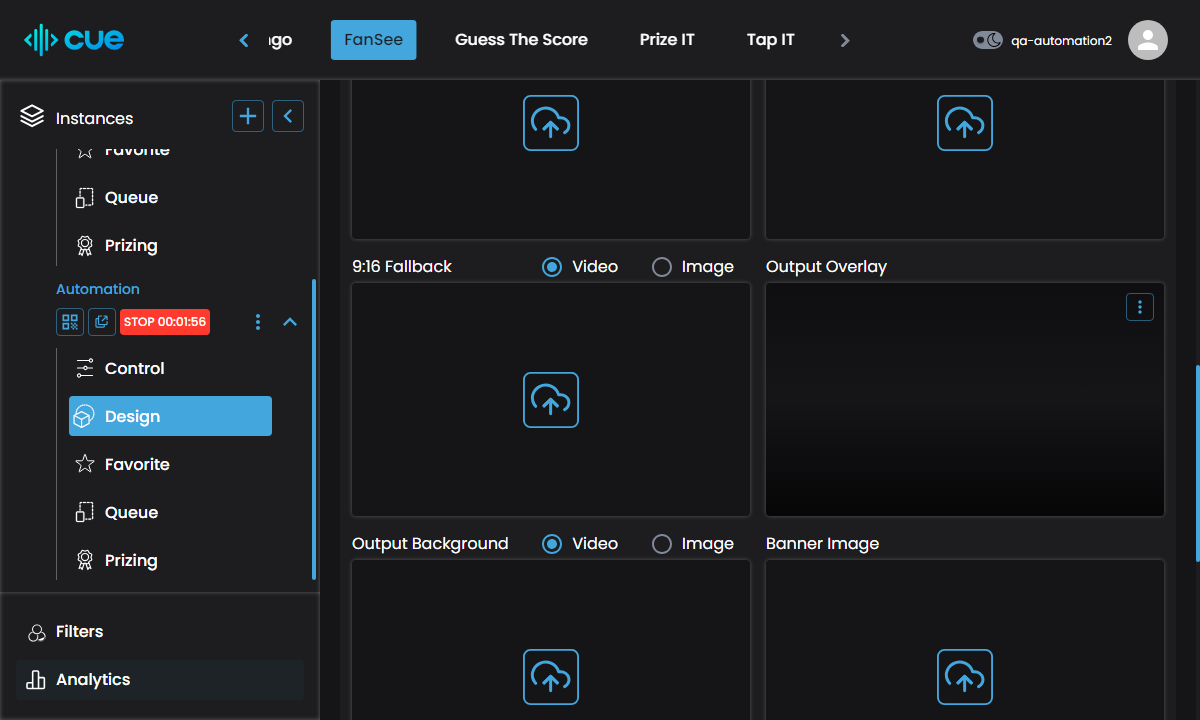 cue
FanSee
Guess The Score
Prize IT
Tap IT
qa-automation2
Instances
Favorite
Queue
Prizing
Automation
STOP 00:01:56
Control
Design
Favorite
Queue
Prizing
Filters
Analytics
9:16 Fallback
Video
Image
Output Overlay
Output Background
Video
Image
Banner Image